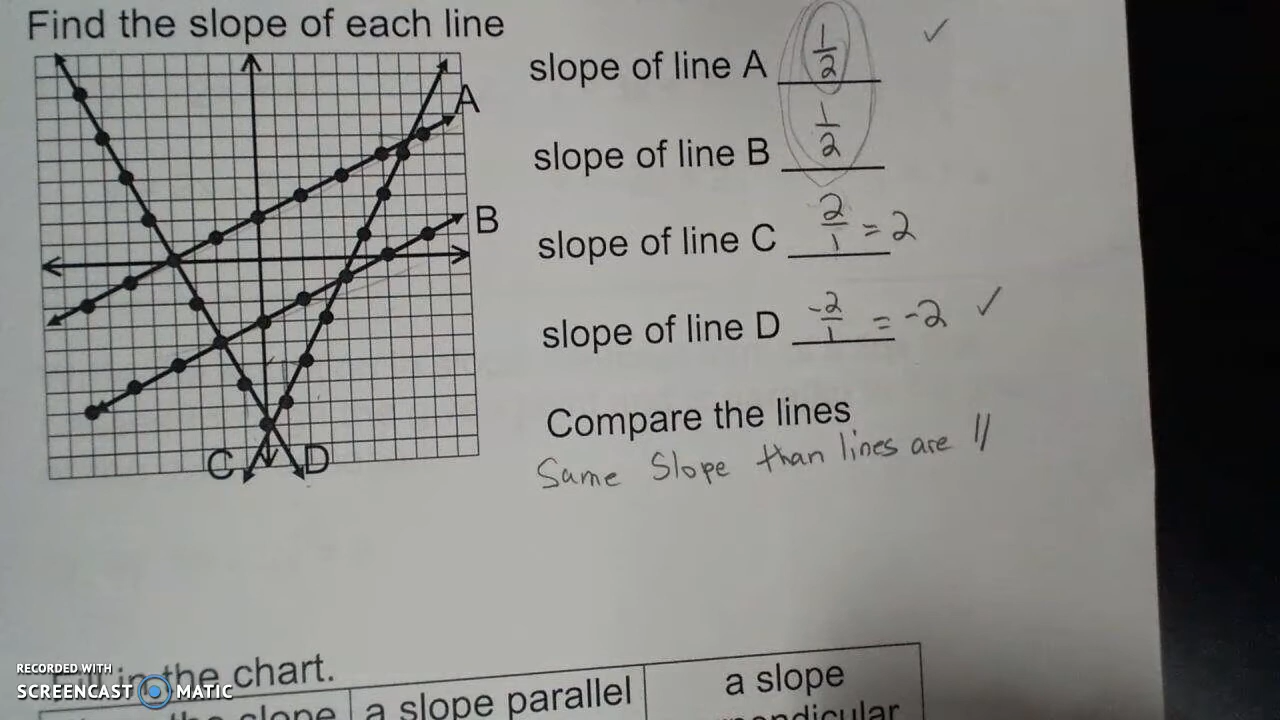 Find the slope of each line
A
B
C
D
slope of line A 1/2 ✓
slope of line B 1/2
slope of line C 2/1 = 2
slope of line D -2/1 = -2 ✓
Compare the lines
Same Slope than lines are //
RECORDED WITH
SCREENCAST MATIC
Fill in the chart.
the slope
a slope parallel
a slope